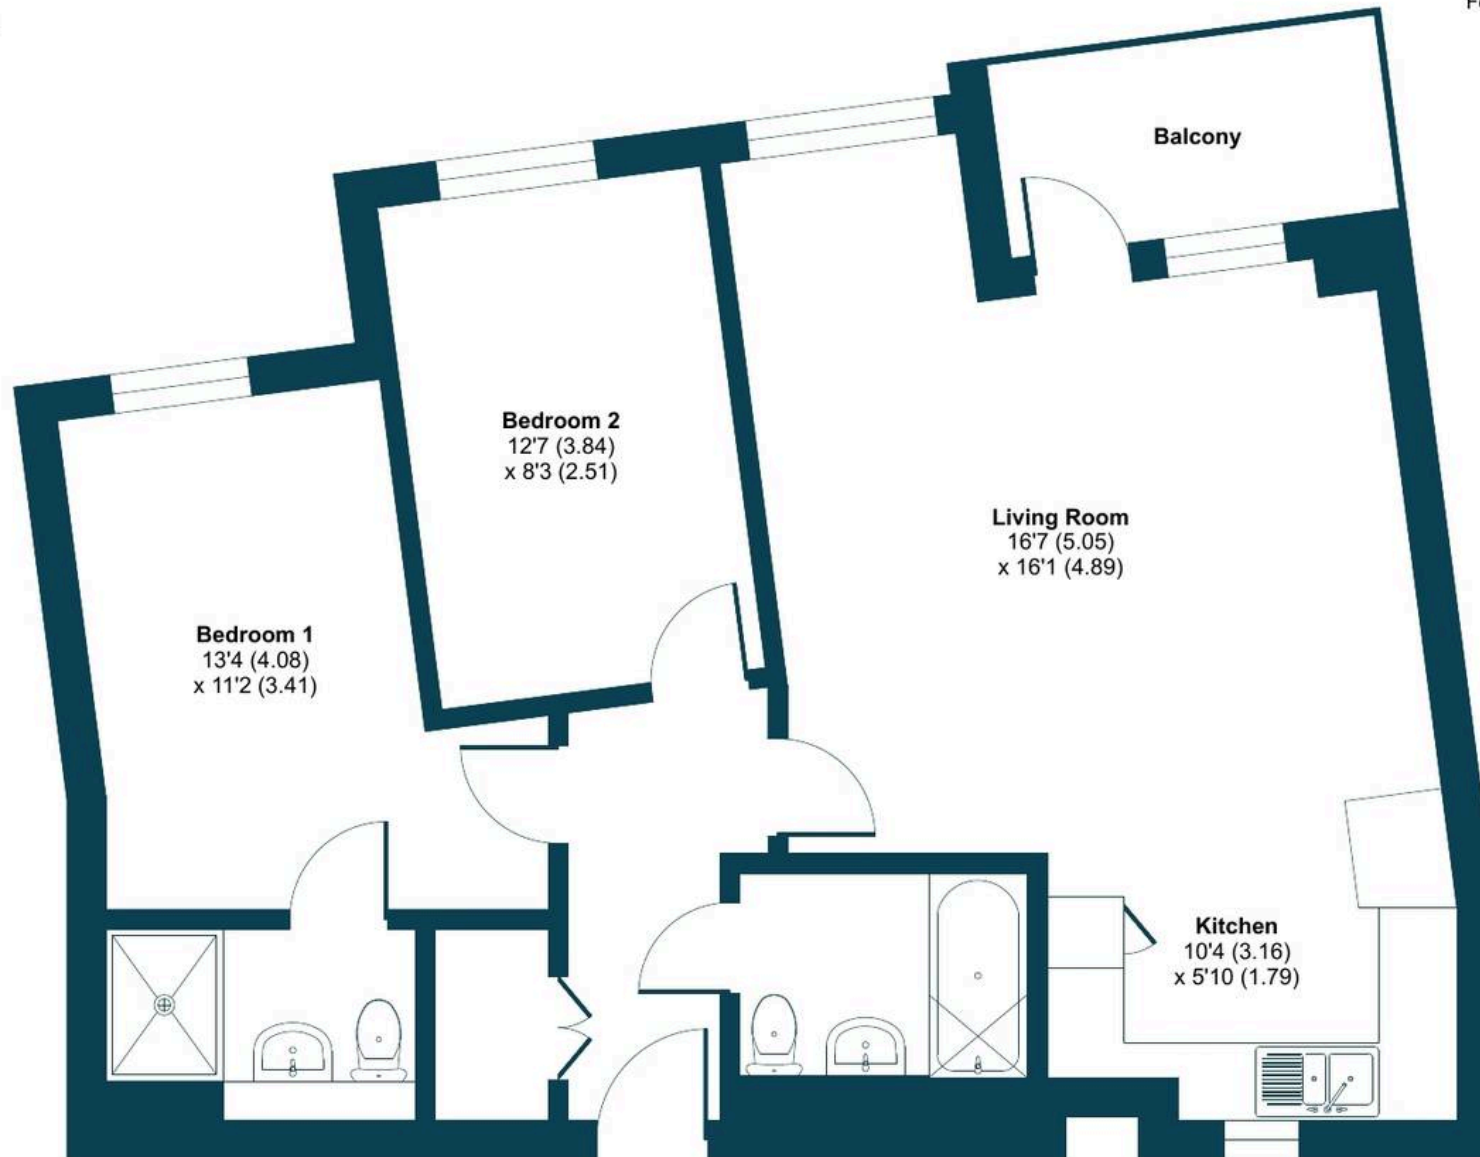 Balcony
Bedroom 2
12'7 (3.84)
x 8'3 (2.51)
Living Room
16'7 (5.05)
x 16'1 (4.89)
Bedroom 1
13'4 (4.08)
x 11'2 (3.41)
Kitchen
10'4 (3.16)
x 5'10 (1.79)